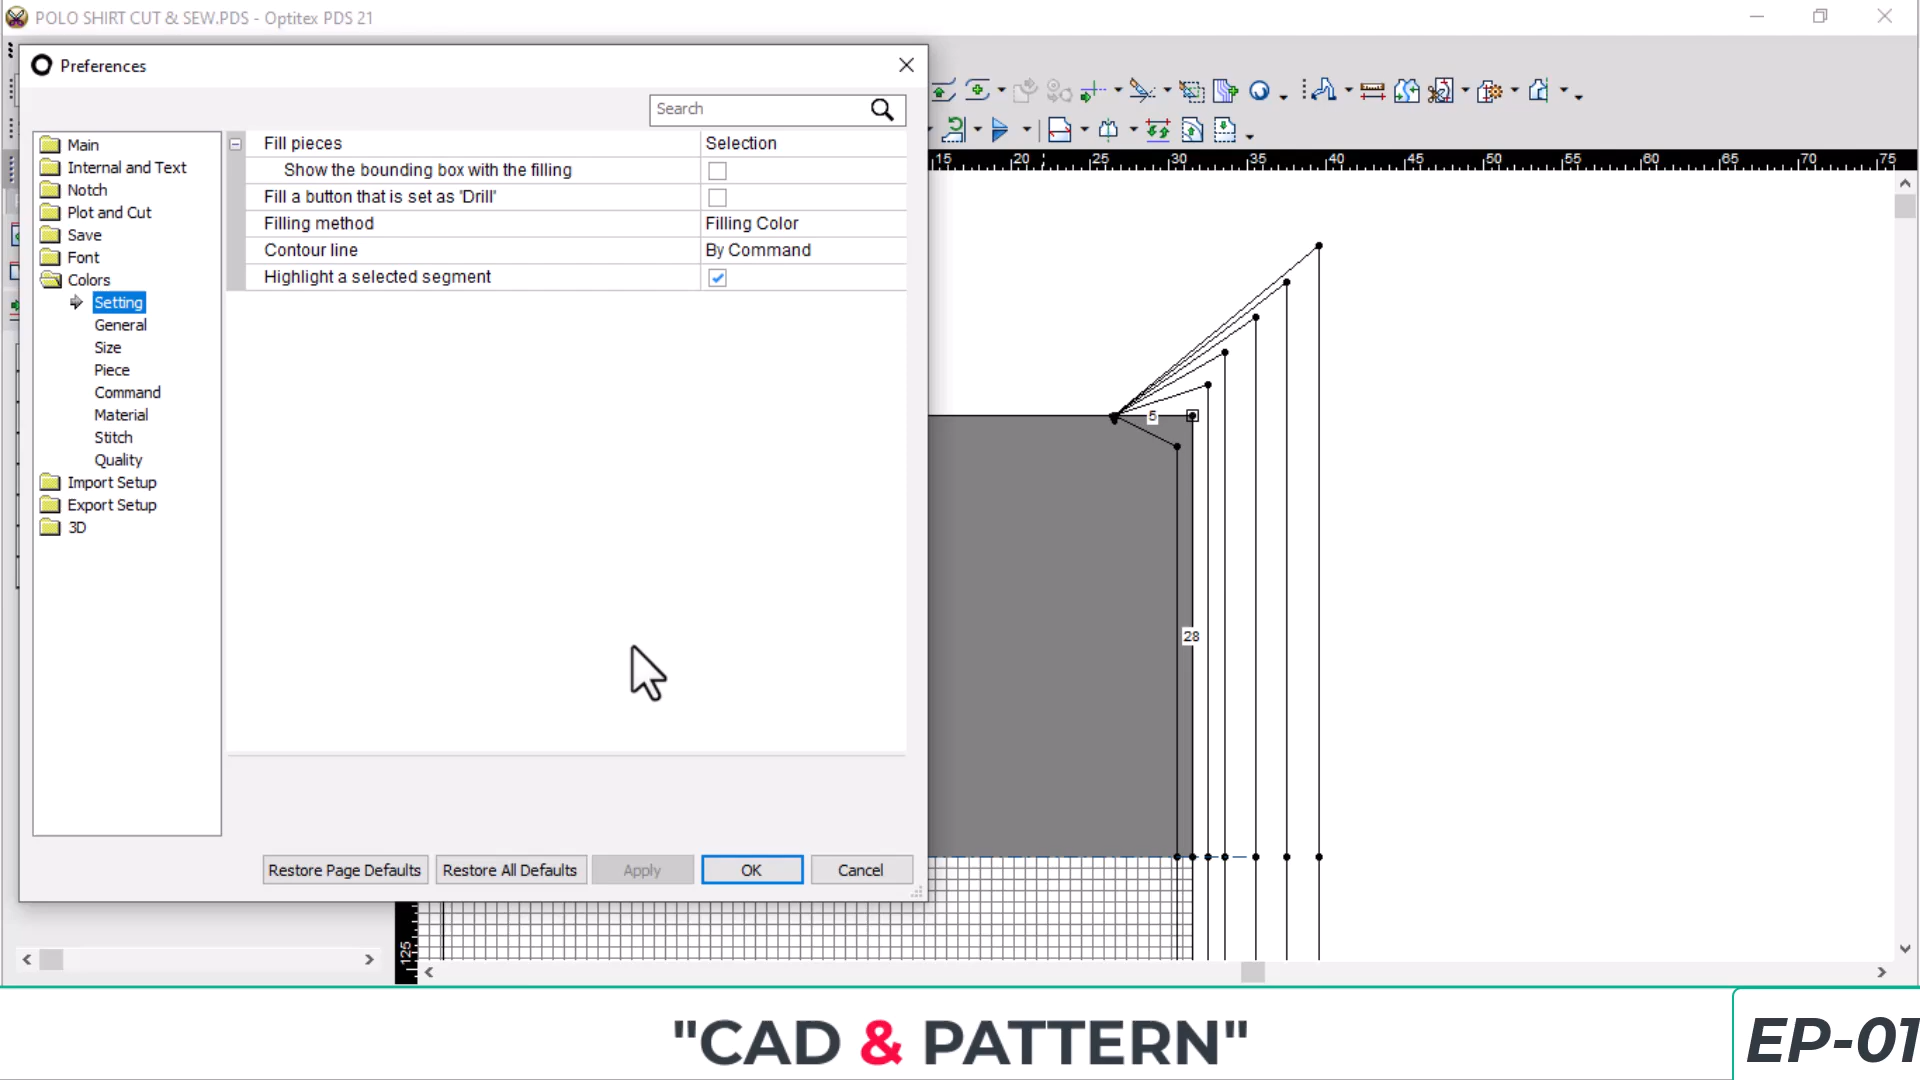 POLO SHIRT CUT & SEW.PDS - Optitex PDS 21
Preferences
Search
Main
Internal and Text
Notch
Plot and Cut
Save
Font
Colors
Setting
General
Size
Piece
Command
Material
Stitch
Quality
Import Setup
Export Setup
3D
Fill pieces Selection
Show the bounding box with the filling
Fill a button that is set as 'Drill'
Filling method Filling Color
Contour line By Command
Highlight a selected segment
Restore Page Defaults Restore All Defaults Apply OK Cancel
15 20 25 30 35 40 45 50 55 60 65 70 75
5
28
125
"CAD & PATTERN"
EP-01